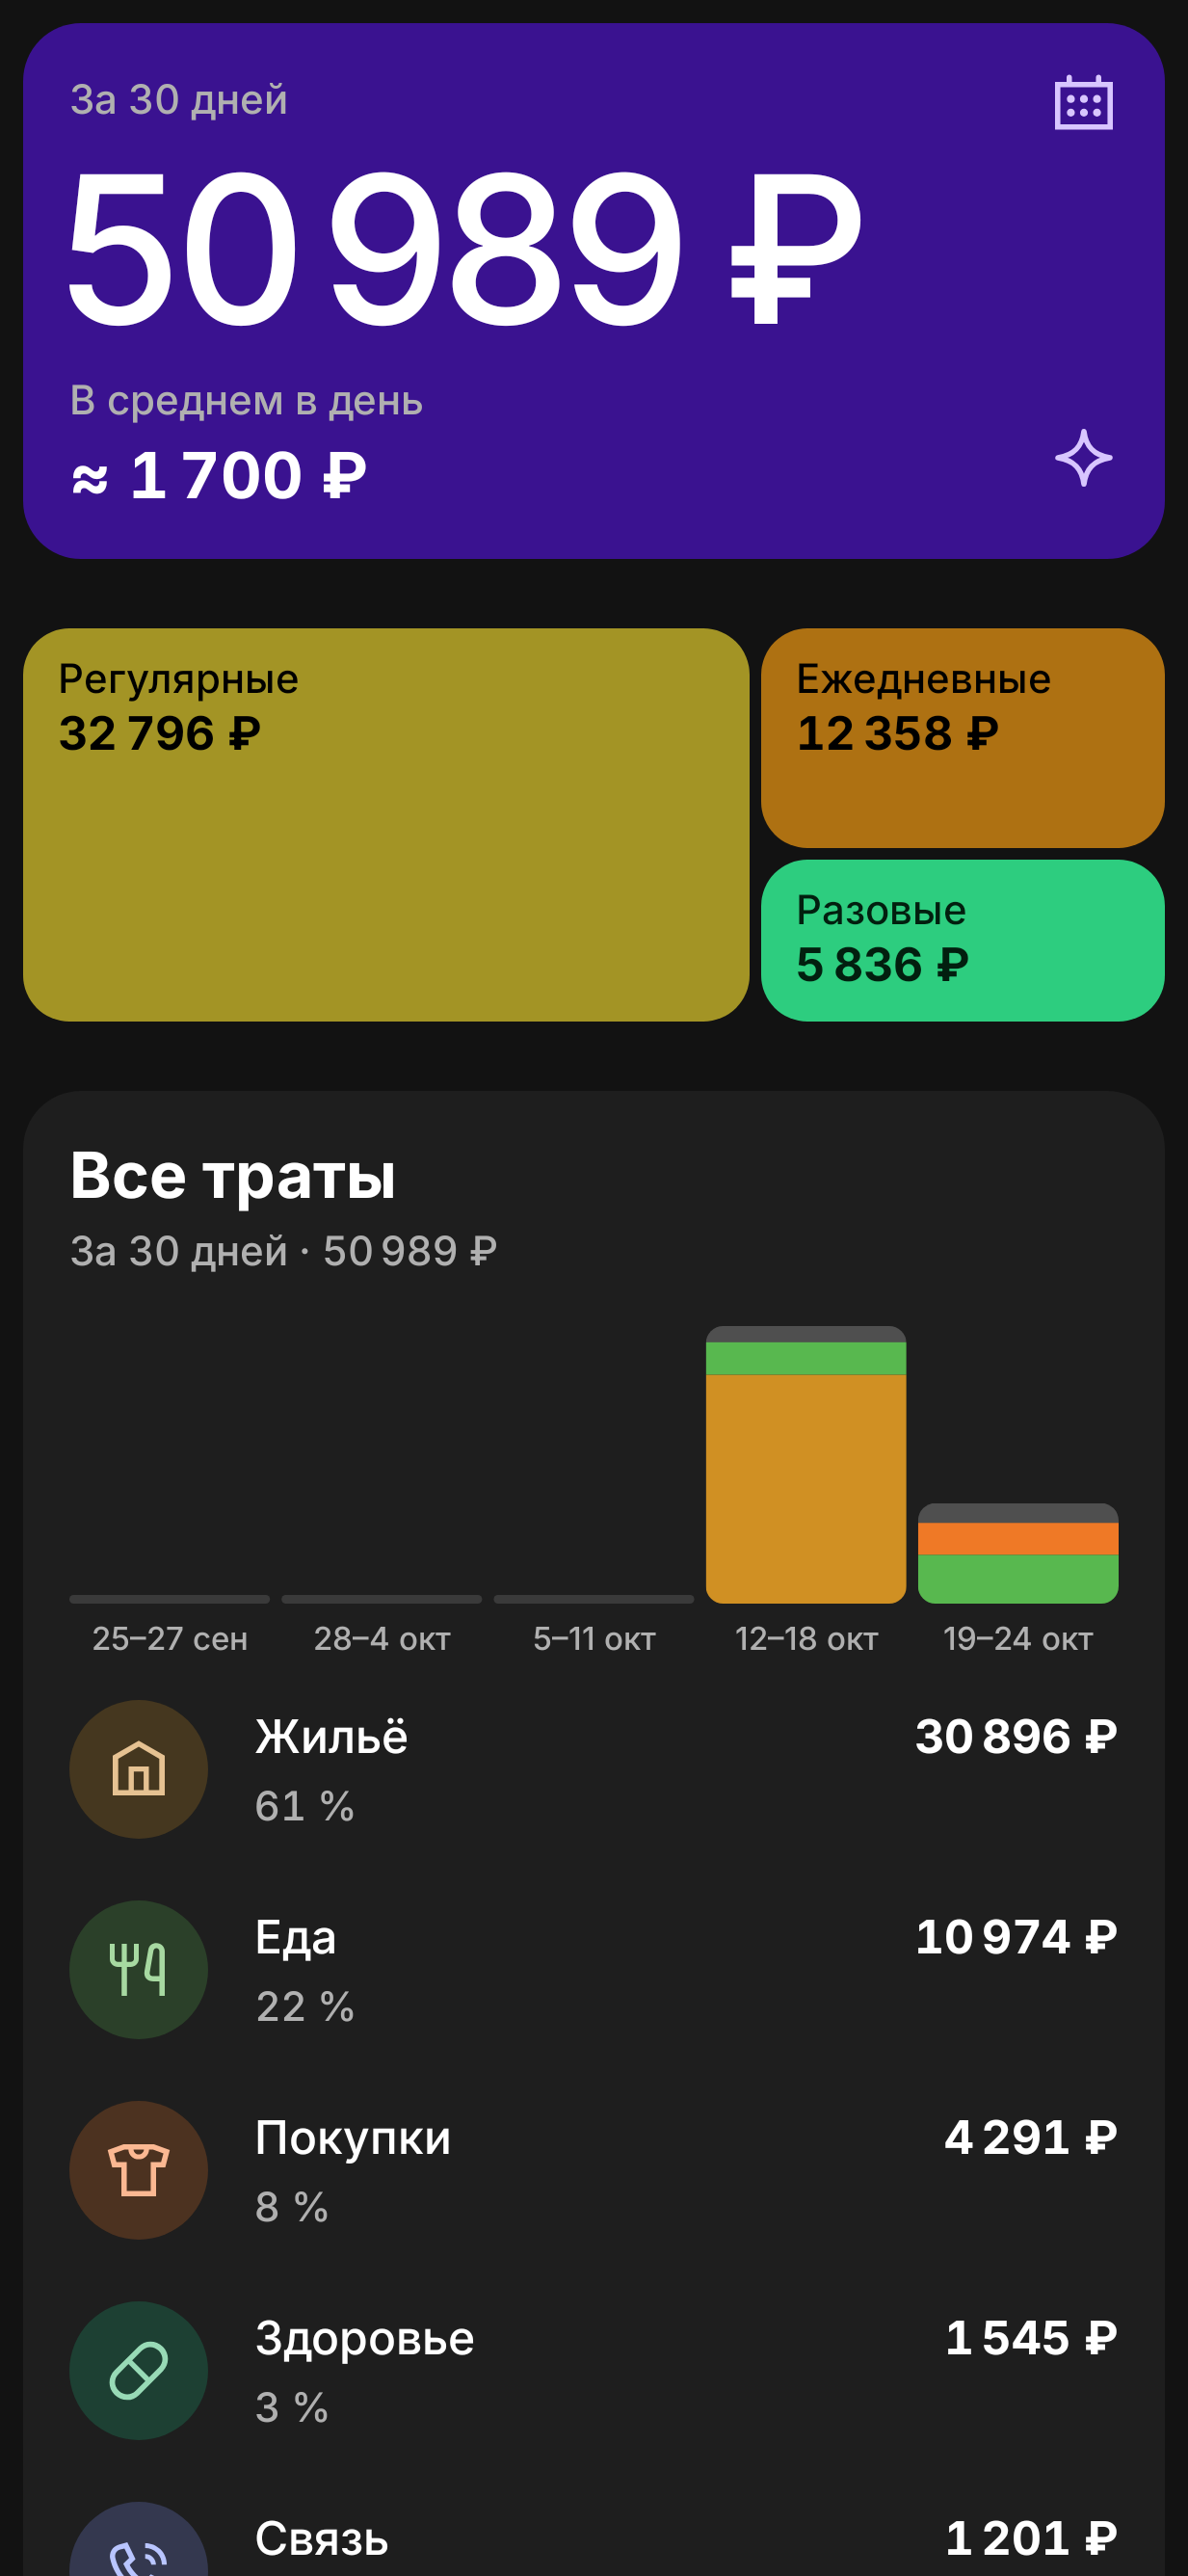 За 30 дней
50 989 ₽
В среднем в день
≈ 1 700 ₽
Регулярные
32 796 ₽
Ежедневные
12 358 ₽
Разовые
5 836 ₽
Все траты
За 30 дней · 50 989 ₽
25–27 сен 28–4 окт 5–11 окт 12–18 окт 19–24 окт
Жильё 30 896 ₽
61 %
Еда 10 974 ₽
22 %
Покупки 4 291 ₽
8 %
Здоровье 1 545 ₽
3 %
Связь 1 201 ₽